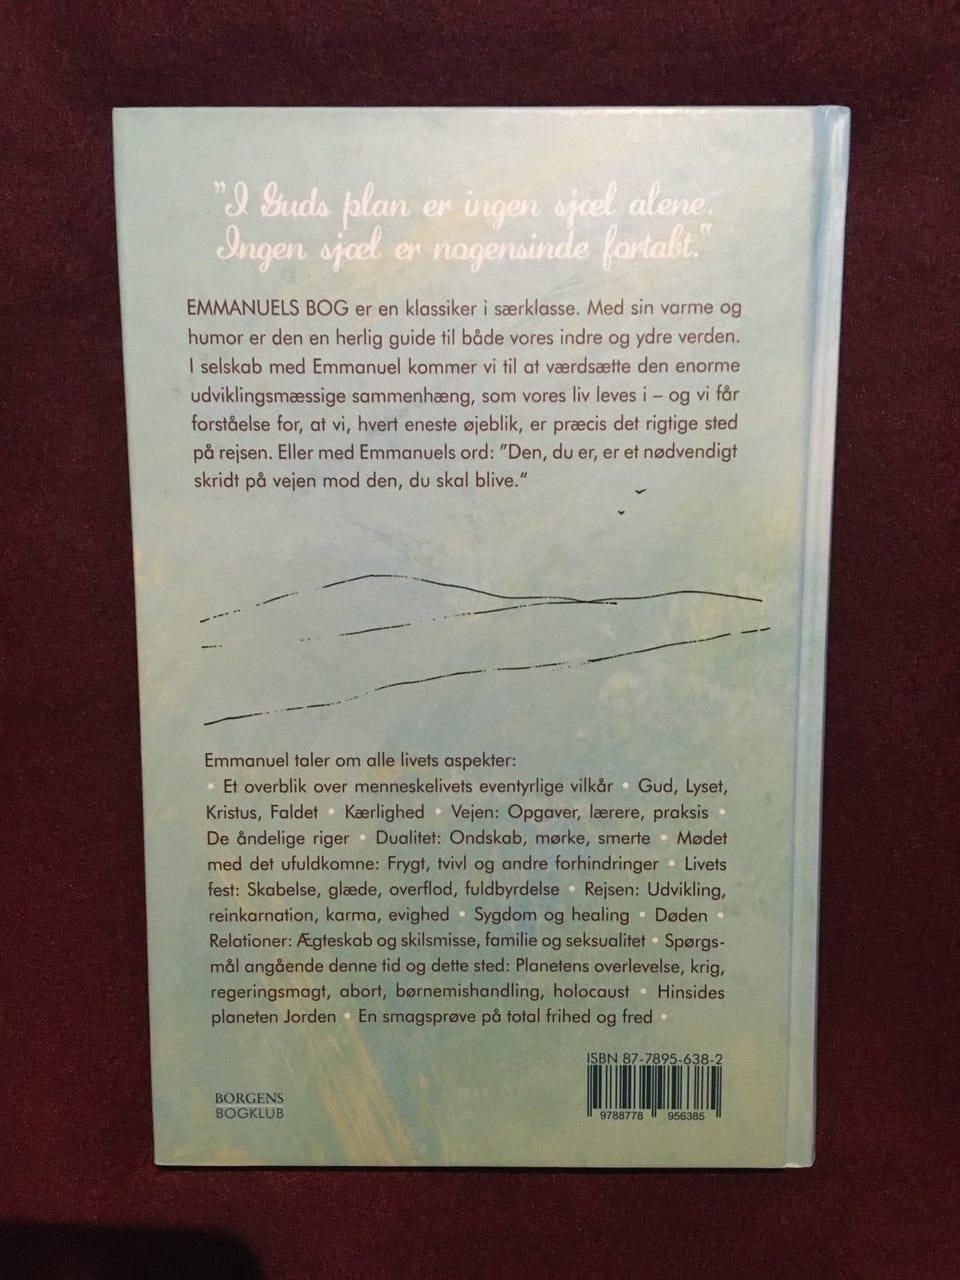 "I Guds plan er ingen sjæl alene.
Ingen sjæl er nogensinde fortabt."
EMMANUELS BOG er en klassiker i særklasse. Med sin varme og
humor er den en herlig guide til både vores indre og ydre verden.
I selskab med Emmanuel kommer vi til at værdsætte den enorme
udviklingsmæssige sammenhæng, som vores liv leves i – og vi får
forståelse for, at vi, hvert eneste øjeblik, er præcis det rigtige sted
på rejsen. Eller med Emmanuels ord: "Den, du er, er et nødvendigt
skridt på vejen mod den, du skal blive."
Emmanuel taler om alle livets aspekter:
• Et overblik over menneskelivets eventyrlige vilkår • Gud, Lyset,
Kristus, Faldet • Kærlighed • Vejen: Opgaver, lærere, praksis •
De åndelige riger • Dualitet: Ondskab, mørke, smerte • Mødet
med det ufuldkomne: Frygt, tvivl og andre forhindringer • Livets
fest: Skabelse, glæde, overflod, fuldbyrdelse • Rejsen: Udvikling,
reinkarnation, karma, evighed • Sygdom og healing • Døden •
Relationer: Ægteskab og skilsmisse, familie og seksualitet • Spørgs-
mål angående denne tid og dette sted: Planetens overlevelse, krig,
regeringsmagt, abort, børnemishandling, holocaust • Hinsides
planeten Jorden • En smagsprøve på total frihed og fred •
ISBN 87-7895-638-2
9788778 956385
BORGENS
BOGKLUB